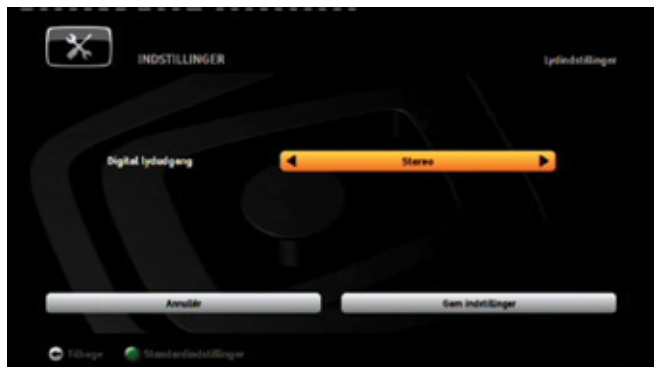 INDSTILLINGER
Lydindstillinger
Digital lydudgang
Stereo
Annullér
Gem indstillinger
Tilbage
Standardindstillinger